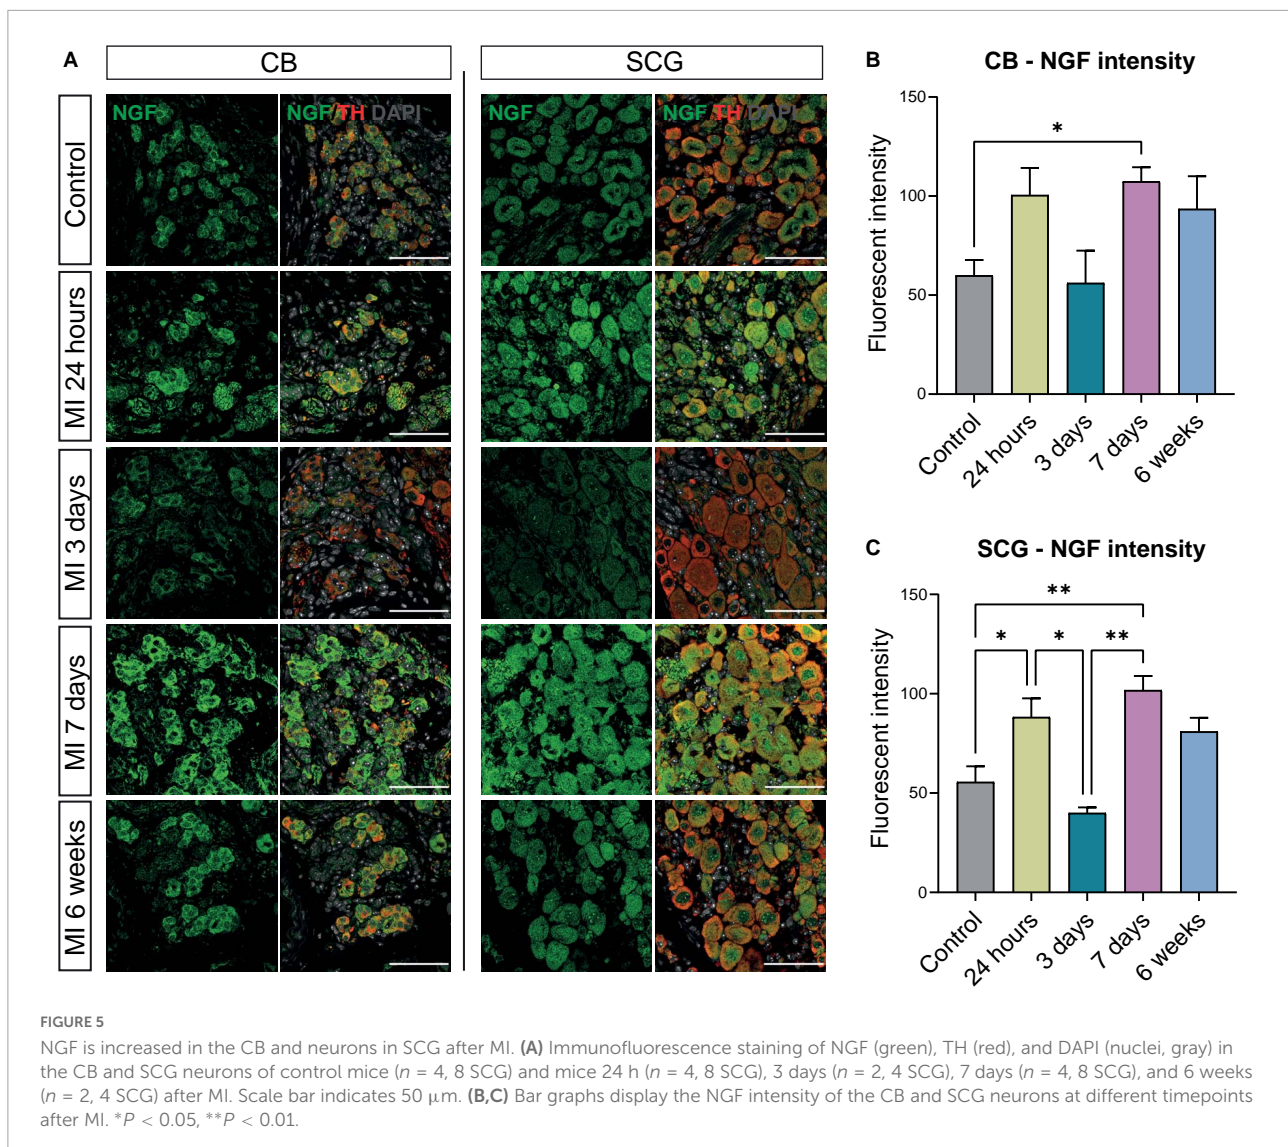 A
CB
SCG
Control
NGF
NGF/TH/DAPI
NGF
NGF/TH/DAPI
MI 24 hours
MI 3 days
MI 7 days
MI 6 weeks
B
CB - NGF intensity
Fluorescent intensity
150
100
50
0
*
Control
24 hours
3 days
7 days
6 weeks
C
SCG - NGF intensity
Fluorescent intensity
150
100
50
0
**
* * **
Control
24 hours
3 days
7 days
6 weeks
FIGURE 5
NGF is increased in the CB and neurons in SCG after MI. (A) Immunofluorescence staining of NGF (green), TH (red), and DAPI (nuclei, gray) in
the CB and SCG neurons of control mice (n = 4, 8 SCG) and mice 24 h (n = 4, 8 SCG), 3 days (n = 2, 4 SCG), 7 days (n = 4, 8 SCG), and 6 weeks
(n = 2, 4 SCG) after MI. Scale bar indicates 50 μm. (B,C) Bar graphs display the NGF intensity of the CB and SCG neurons at different timepoints
after MI. *P < 0.05, **P < 0.01.